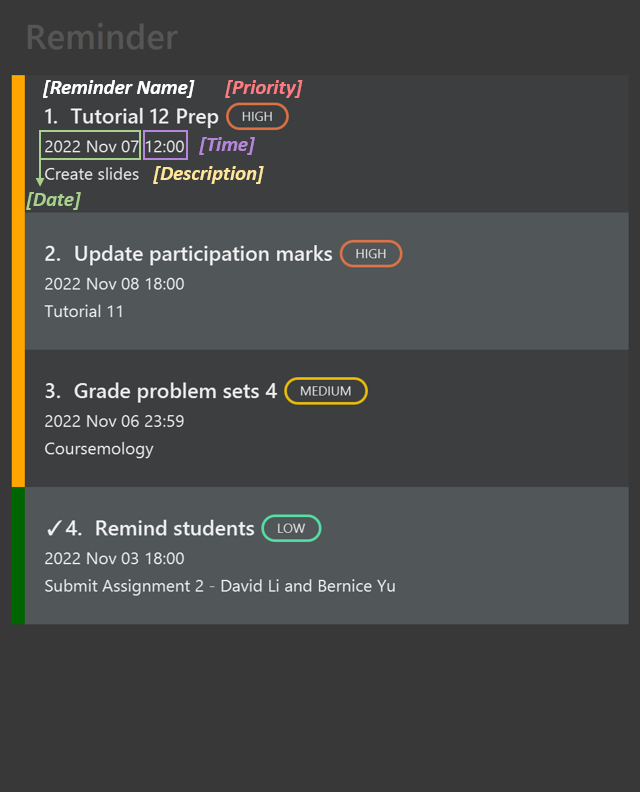 Reminder
[Reminder Name] [Priority]
1. Tutorial 12 Prep HIGH
2022 Nov 07 12:00 [Time]
Create slides [Description]
[Date]
2. Update participation marks HIGH
2022 Nov 08 18:00
Tutorial 11
3. Grade problem sets 4 MEDIUM
2022 Nov 06 23:59
Coursemology
✓4. Remind students LOW
2022 Nov 03 18:00
Submit Assignment 2 - David Li and Bernice Yu